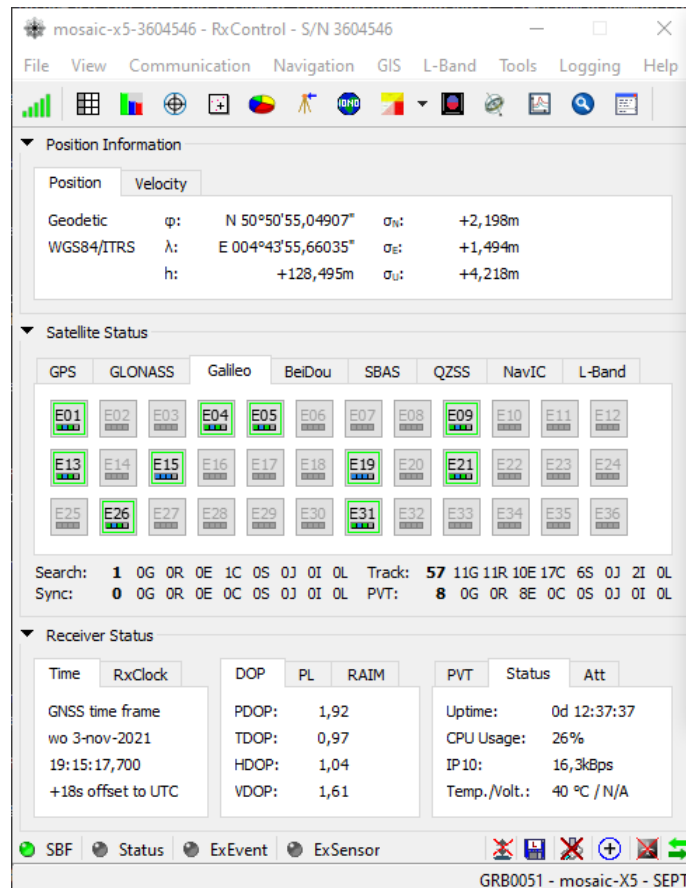 mosaic-x5-3604546 - RxControl - S/N 3604546
File View Communication Navigation GIS L-Band Tools Logging Help
IONO
Position Information
Position Velocity
Geodetic φ: N 50°50'55,04907" σN: +2,198m
WGS84/ITRS λ: E 004°43'55,66035" σE: +1,494m
h: +128,495m σU: +4,218m
Satellite Status
GPS GLONASS Galileo BeiDou SBAS QZSS NavIC L-Band
E01 E02 E03 E04 E05 E06 E07 E08 E09 E10 E11 E12
E13 E14 E15 E16 E17 E18 E19 E20 E21 E22 E23 E24
E25 E26 E27 E28 E29 E30 E31 E32 E33 E34 E35 E36
Search: 1 0G 0R 0E 1C 0S 0J 0I 0L Track: 57 11G 11R 10E 17C 6S 0J 2I 0L
Sync: 0 0G 0R 0E 0C 0S 0J 0I 0L PVT: 8 0G 0R 8E 0C 0S 0J 0I 0L
Receiver Status
Time RxClock DOP PL RAIM PVT Status Att
GNSS time frame PDOP: 1,92 Uptime: 0d 12:37:37
wo 3-nov-2021 TDOP: 0,97 CPU Usage: 26%
19:15:17,700 HDOP: 1,04 IP10: 16,3kBps
+18s offset to UTC VDOP: 1,61 Temp./Volt.: 40 °C / N/A
SBF Status ExEvent ExSensor
GRB0051 - mosaic-X5 - SEPT